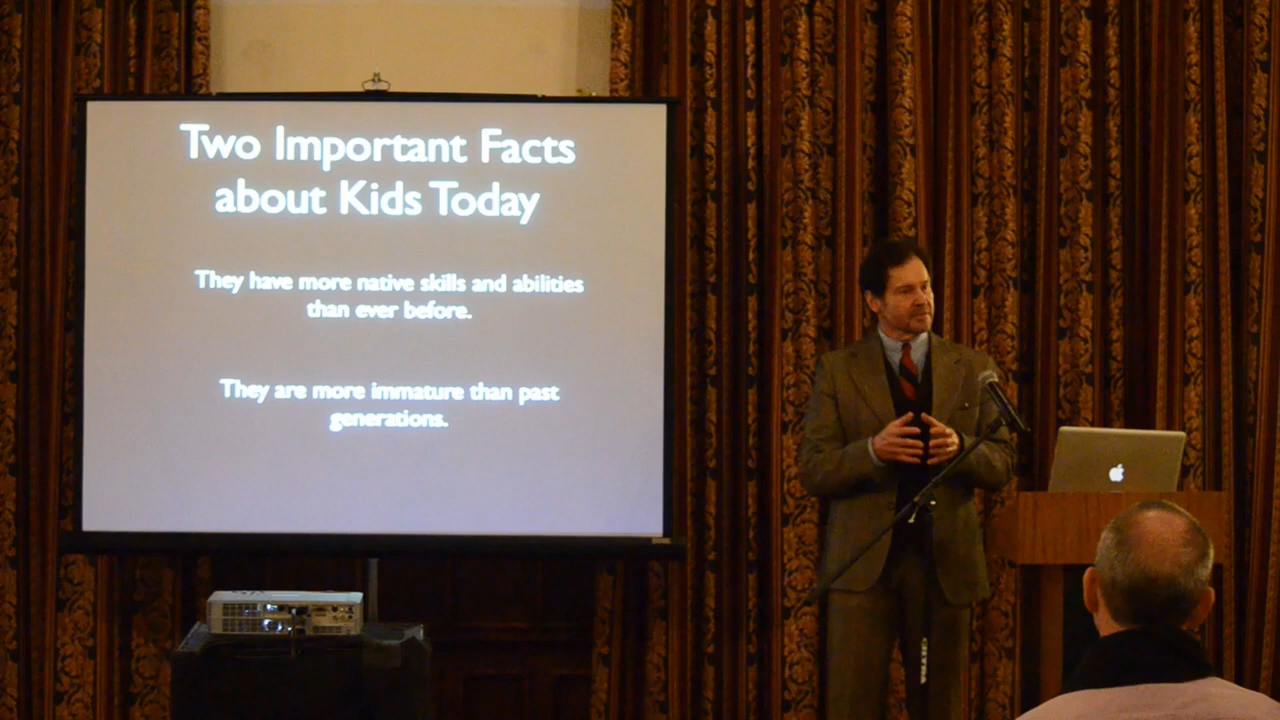 Two Important Facts
about Kids Today
They have more native skills and abilities
than ever before.
They are more immature than past
generations.